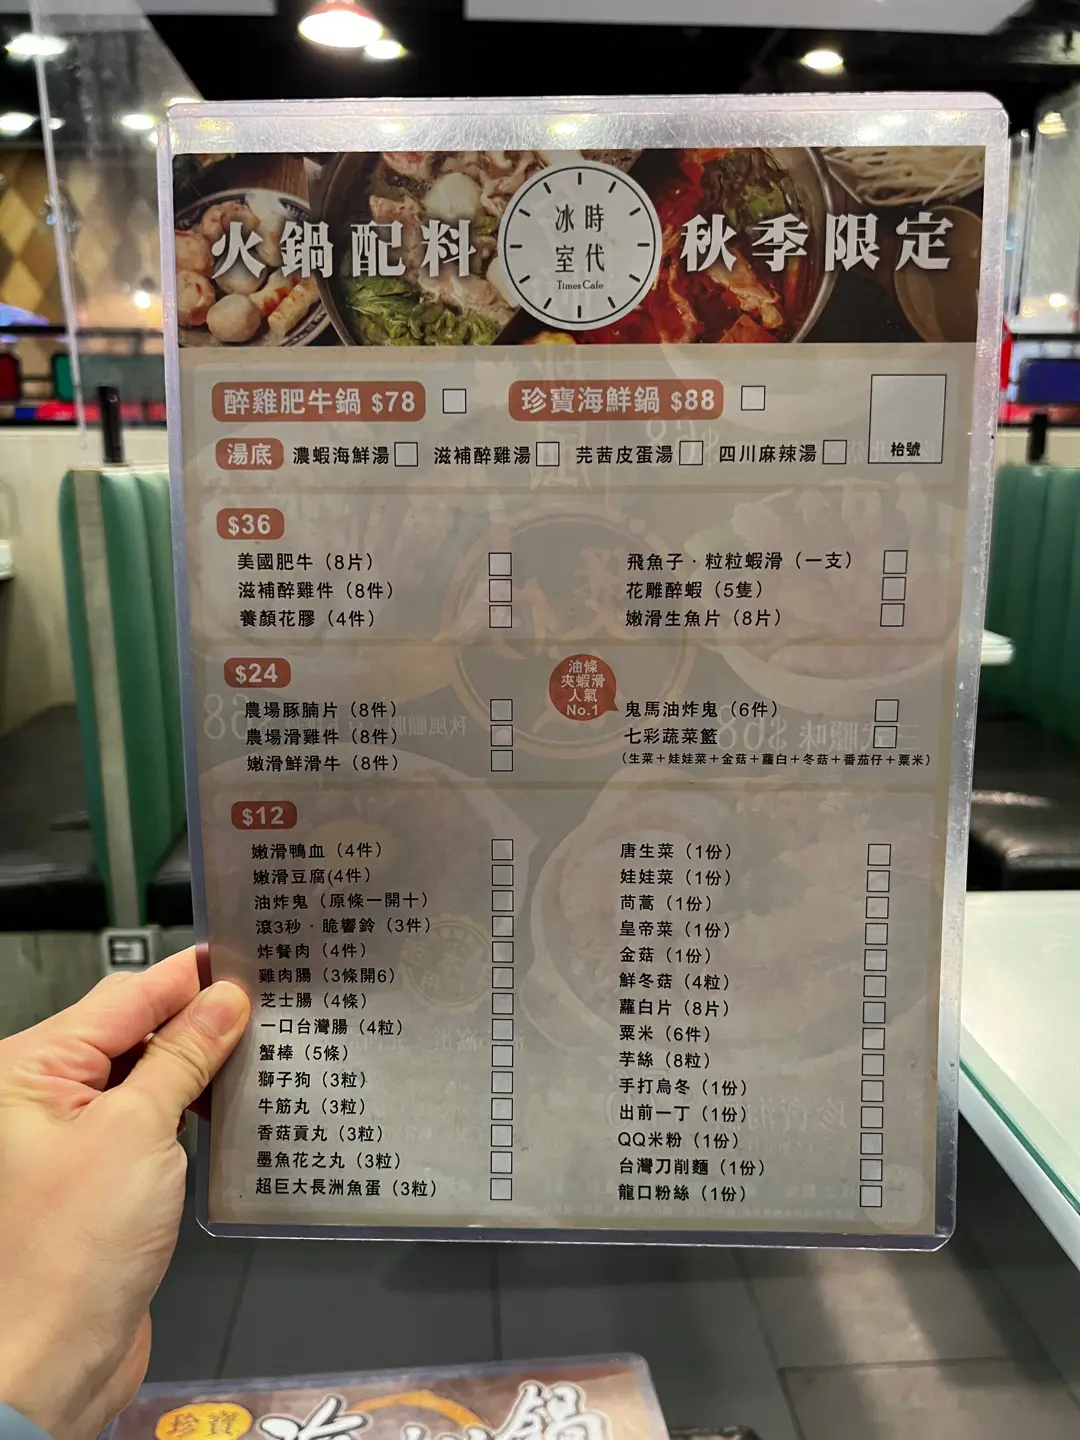 火鍋配料
冰室
時代
Times Cafe
秋季限定
醉雞肥牛鍋 $78
珍寶海鮮鍋 $88
枱號
湯底 濃蝦海鮮湯 滋補醉雞湯 芫茜皮蛋湯 四川麻辣湯
$36
美國肥牛（8片）
滋補醉雞件（8件）
養顏花膠（4件）
飛魚子·粒粒蝦滑（一支）
花雕醉蝦（5隻）
嫩滑生魚片（8片）
$24
農場豚腩片（8件）
農場滑雞件（8件）
嫩滑鮮滑牛（8件）
油條
夾蝦滑
人氣
No.1
鬼馬油炸鬼（6件）
七彩蔬菜籃
（生菜＋娃娃菜＋金菇＋蘿白＋冬菇＋番茄仔＋粟米）
$12
嫩滑鴨血（4件）
嫩滑豆腐(4件）
油炸鬼（原條一開十）
滾3秒·脆響鈴（3件）
炸餐肉（4件）
雞肉腸（3條開6）
芝士腸（4條）
一口台灣腸（4粒）
蟹棒（5條）
獅子狗（3粒）
牛筋丸（3粒）
香菇貢丸（3粒）
墨魚花之丸（3粒）
超巨大長洲魚蛋（3粒）
唐生菜（1份）
娃娃菜（1份）
茼蒿（1份）
皇帝菜（1份）
金菇（1份）
鮮冬菇（4粒）
蘿白片（8片）
粟米（6件）
芋絲（8粒）
手打烏冬（1份）
出前一丁（1份）
QQ米粉（1份）
台灣刀削麵（1份）
龍口粉絲（1份）
珍寶
鍋